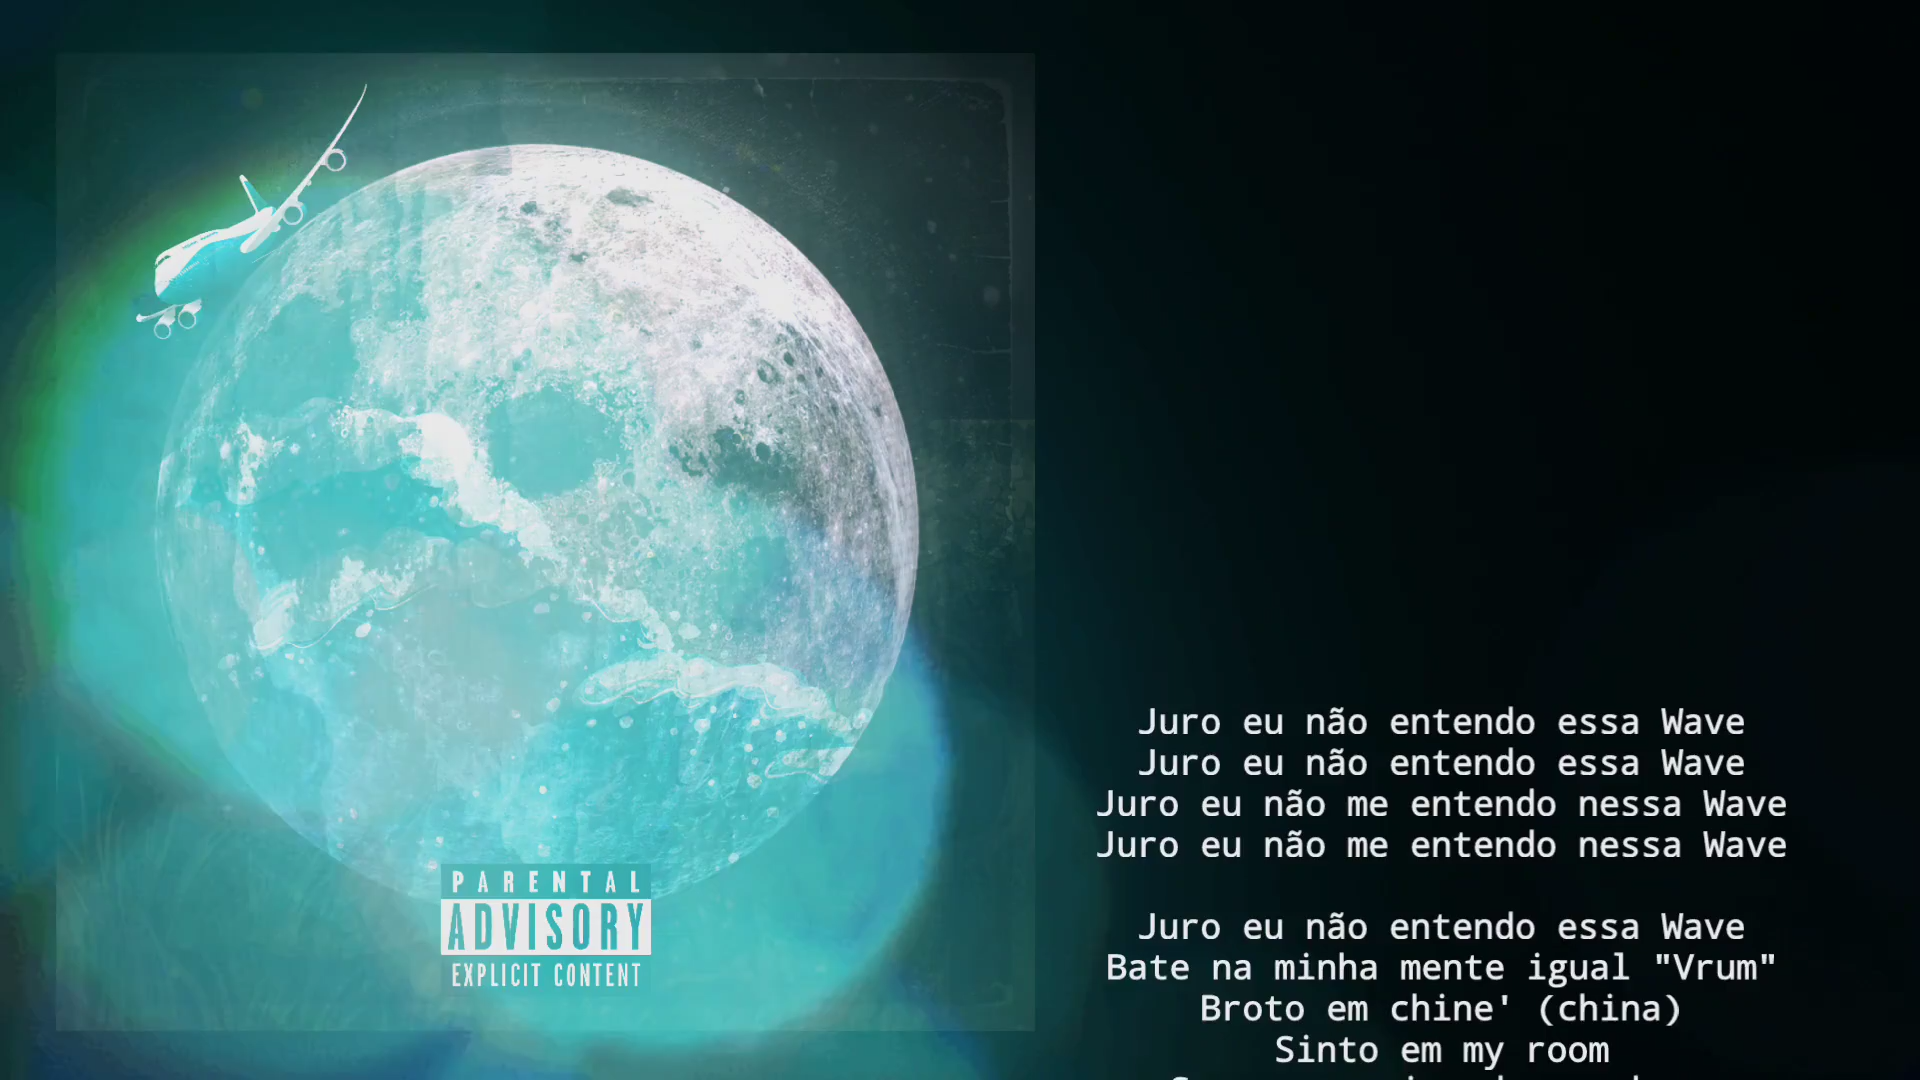 PARENTAL
ADVISORY
EXPLICIT CONTENT
Juro eu não entendo essa Wave
Juro eu não entendo essa Wave
Juro eu não me entendo nessa Wave
Juro eu não me entendo nessa Wave
Juro eu não entendo essa Wave
Bate na minha mente igual "Vrum"
Broto em chine' (china)
Sinto em my room